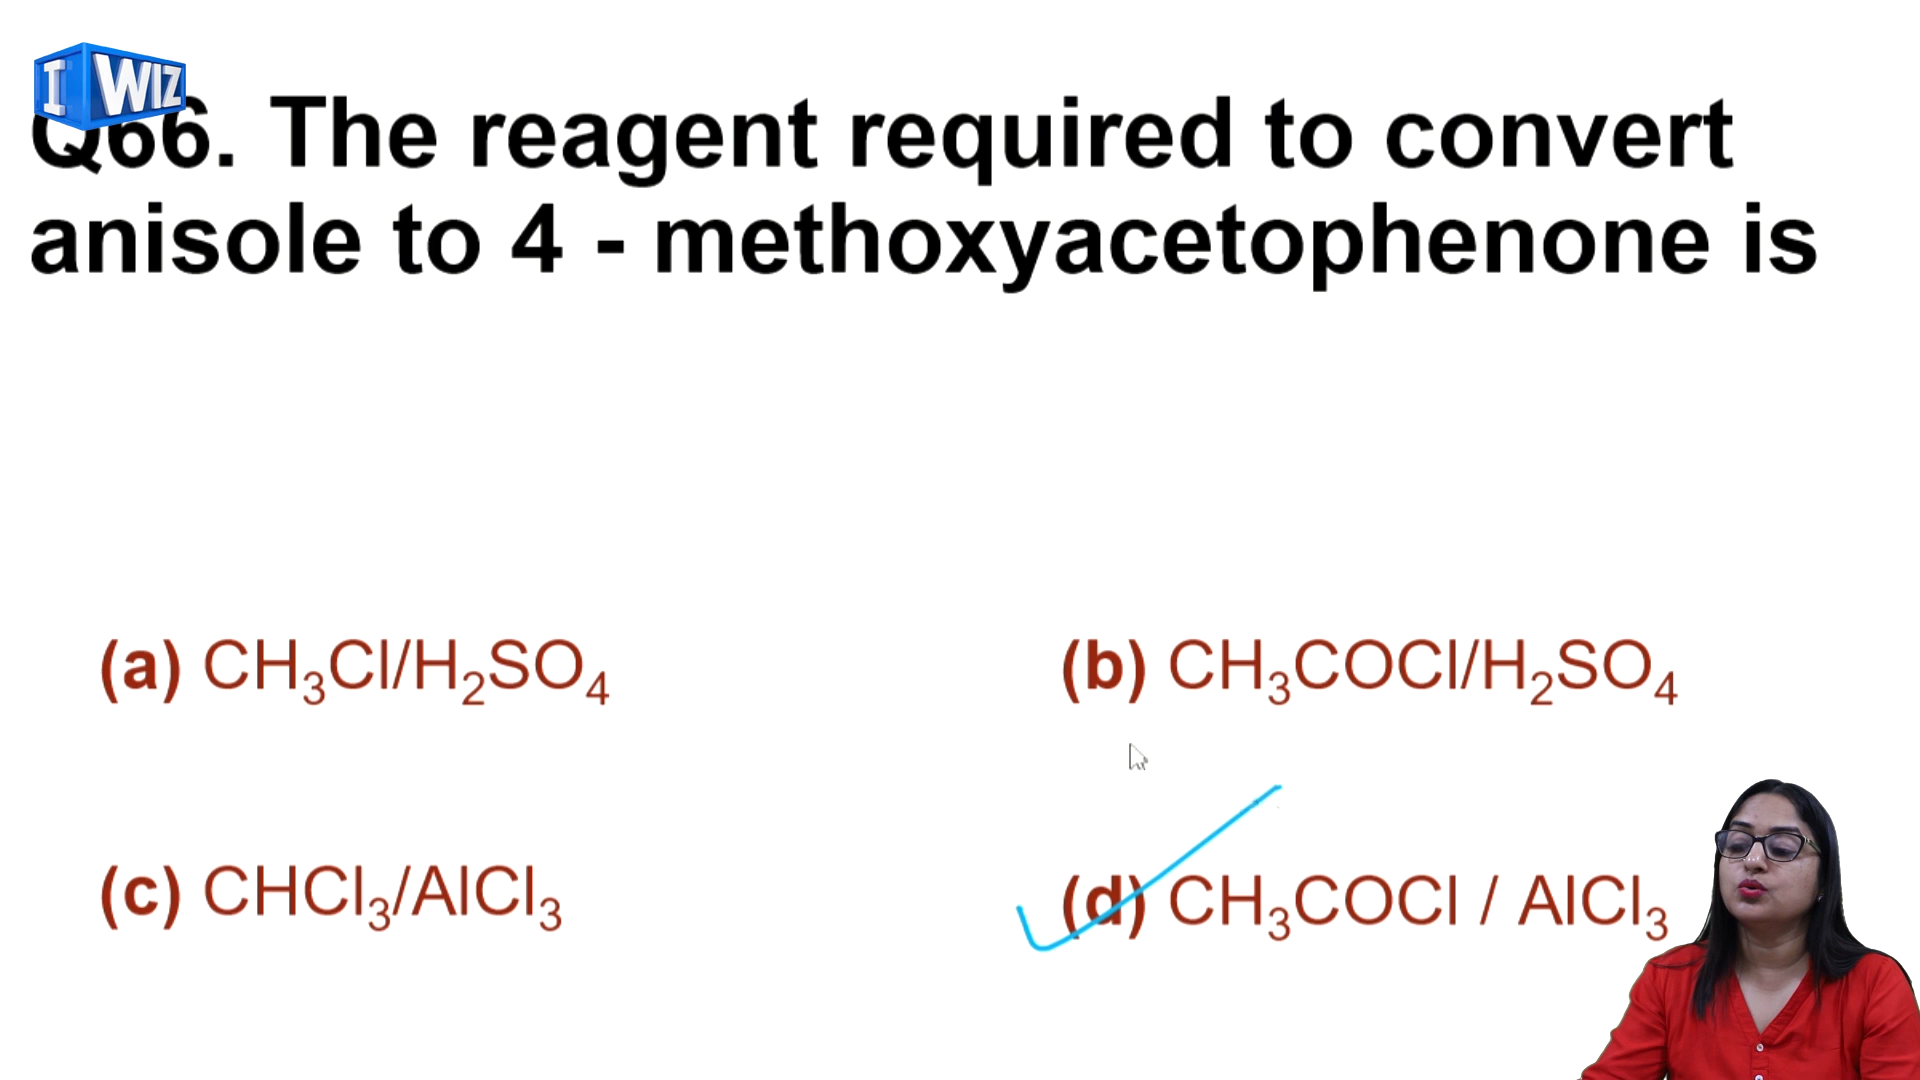 I WIZ
Q66. The reagent required to convert
anisole to 4 - methoxyacetophenone is
(a) CH₃Cl/H₂SO₄
(b) CH₃COCl/H₂SO₄
(c) CHCl₃/AlCl₃
(d) CH₃COCl / AlCl₃